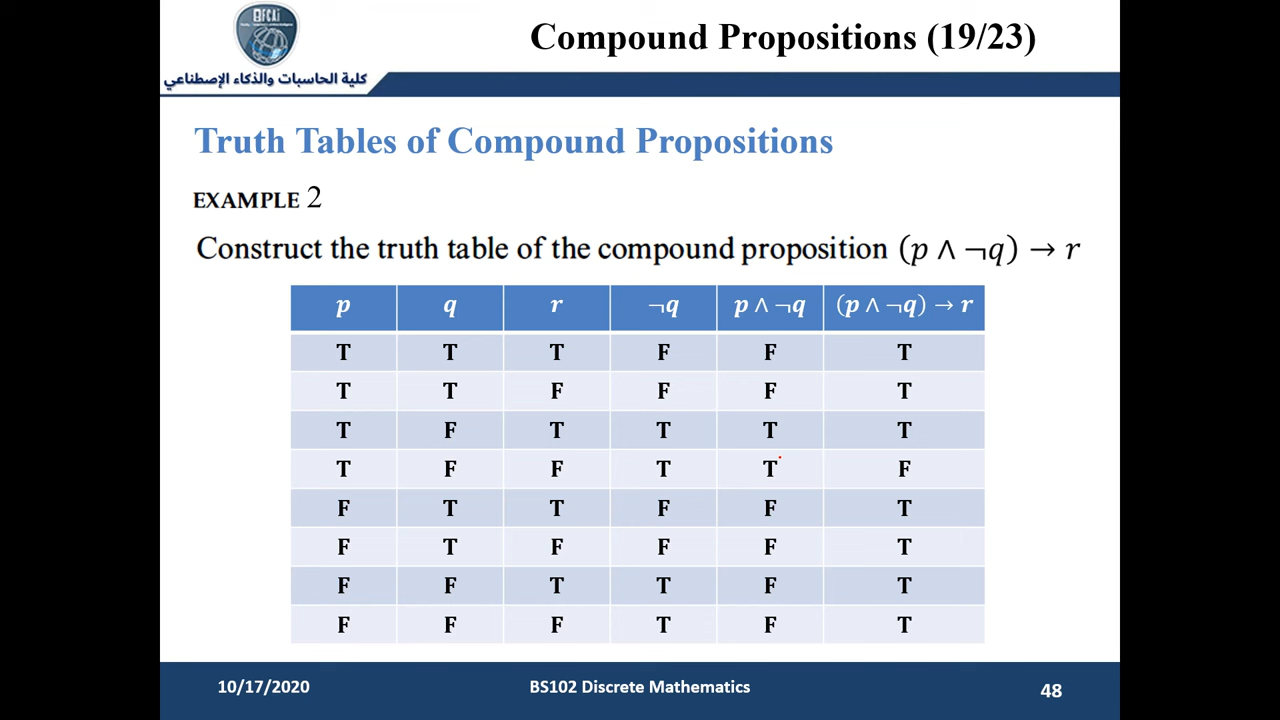 BFCAI
كلية الحاسبات والذكاء الإصطناعي
Compound Propositions (19/23)
Truth Tables of Compound Propositions
EXAMPLE 2
Construct the truth table of the compound proposition (p ∧ ¬q) → r
p q r ¬q p ∧ ¬q (p ∧ ¬q) → r
T T T F F T
T T F F F T
T F T T T T
T F F T T F
F T T F F T
F T F F F T
F F T T F T
F F F T F T
10/17/2020 BS102 Discrete Mathematics 48